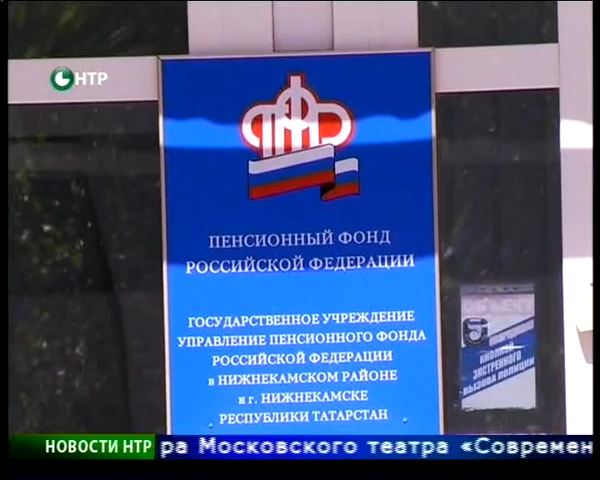 НТР
ПЕНСИОННЫЙ ФОНД
РОССИЙСКОЙ ФЕДЕРАЦИИ
ГОСУДАРСТВЕННОЕ УЧРЕЖДЕНИЕ
УПРАВЛЕНИЕ ПЕНСИОННОГО ФОНДА
РОССИЙСКОЙ ФЕДЕРАЦИИ
в НИЖНЕКАМСКОМ РАЙОНЕ
и г. НИЖНЕКАМСКЕ
РЕСПУБЛИКИ ТАТАРСТАН
ОБЪЕКТ
КНОПКОЙ
ЭКСТРЕННОГО
ВЫЗОВА ПОЛИЦИИ
НОВОСТИ НТР
ра Московского театра «Современ